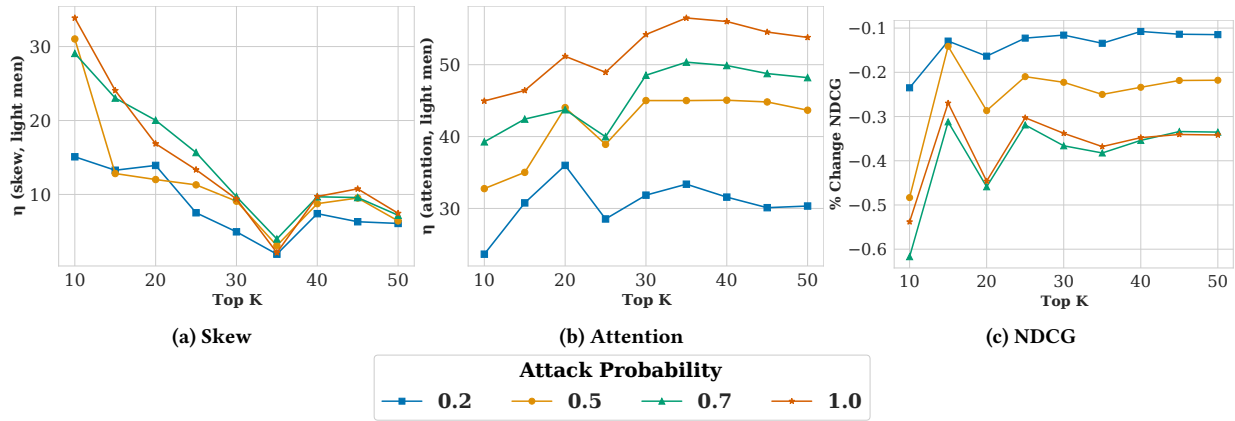 η (skew, light men)
30
20
10
10 20 30 40 50
Top K
(a) Skew
η (attention, light men)
50
40
30
10 20 30 40 50
Top K
(b) Attention
% Change NDCG
−0.1
−0.2
−0.3
−0.4
−0.5
−0.6
10 20 30 40 50
Top K
(c) NDCG
Attack Probability
0.2 0.5 0.7 1.0